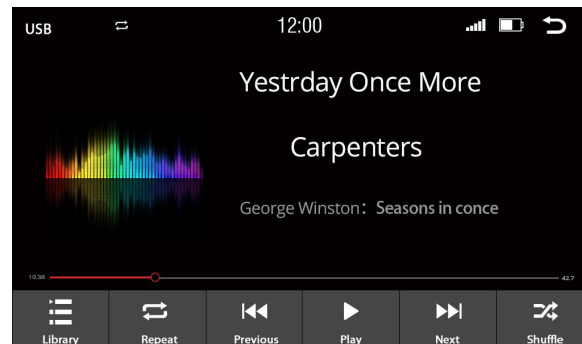 USB 12:00
Yestrday Once More
Carpenters
George Winston: Seasons in conce
10.38 42.7
Library Repeat Previous Play Next Shuffle